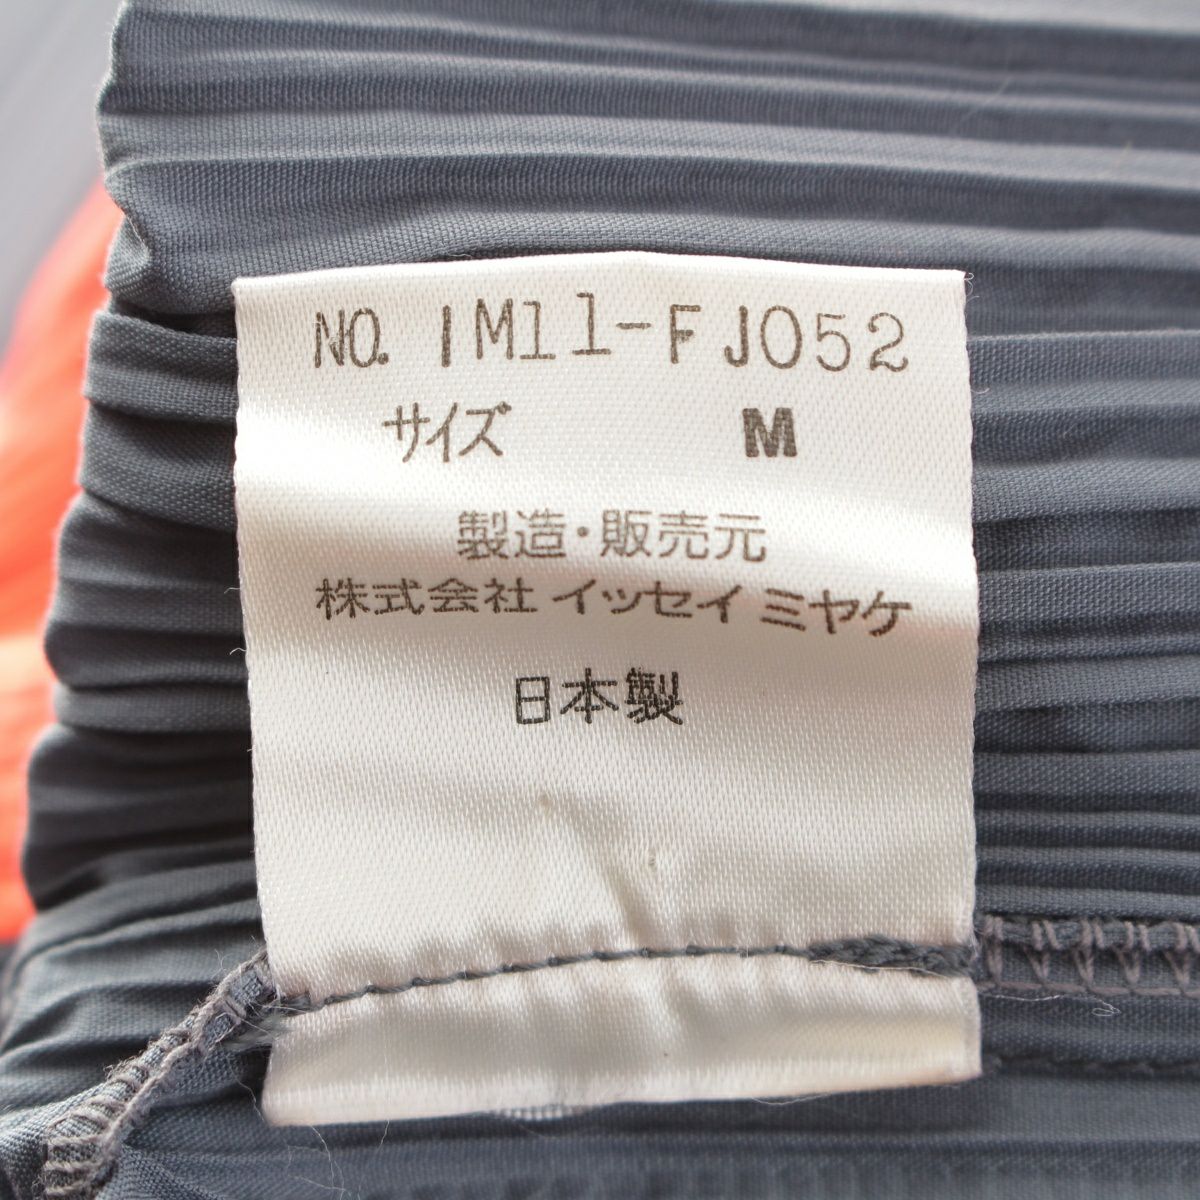 NO. IM11-FJ052
サイズ M
製造・販売元
株式会社 イッセイ ミヤケ
日本製